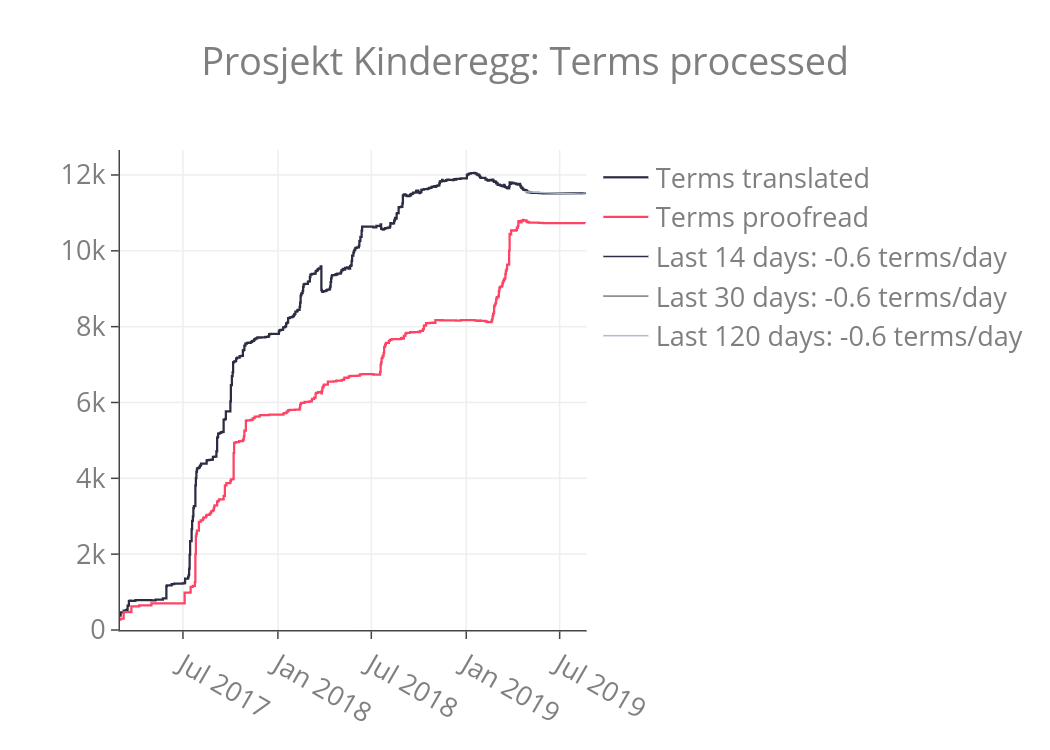 Prosjekt Kinderegg: Terms processed
12k
10k
8k
6k
4k
2k
0
Jul 2017
Jan 2018
Jul 2018
Jan 2019
Jul 2019
Terms translated
Terms proofread
Last 14 days: -0.6 terms/day
Last 30 days: -0.6 terms/day
Last 120 days: -0.6 terms/day